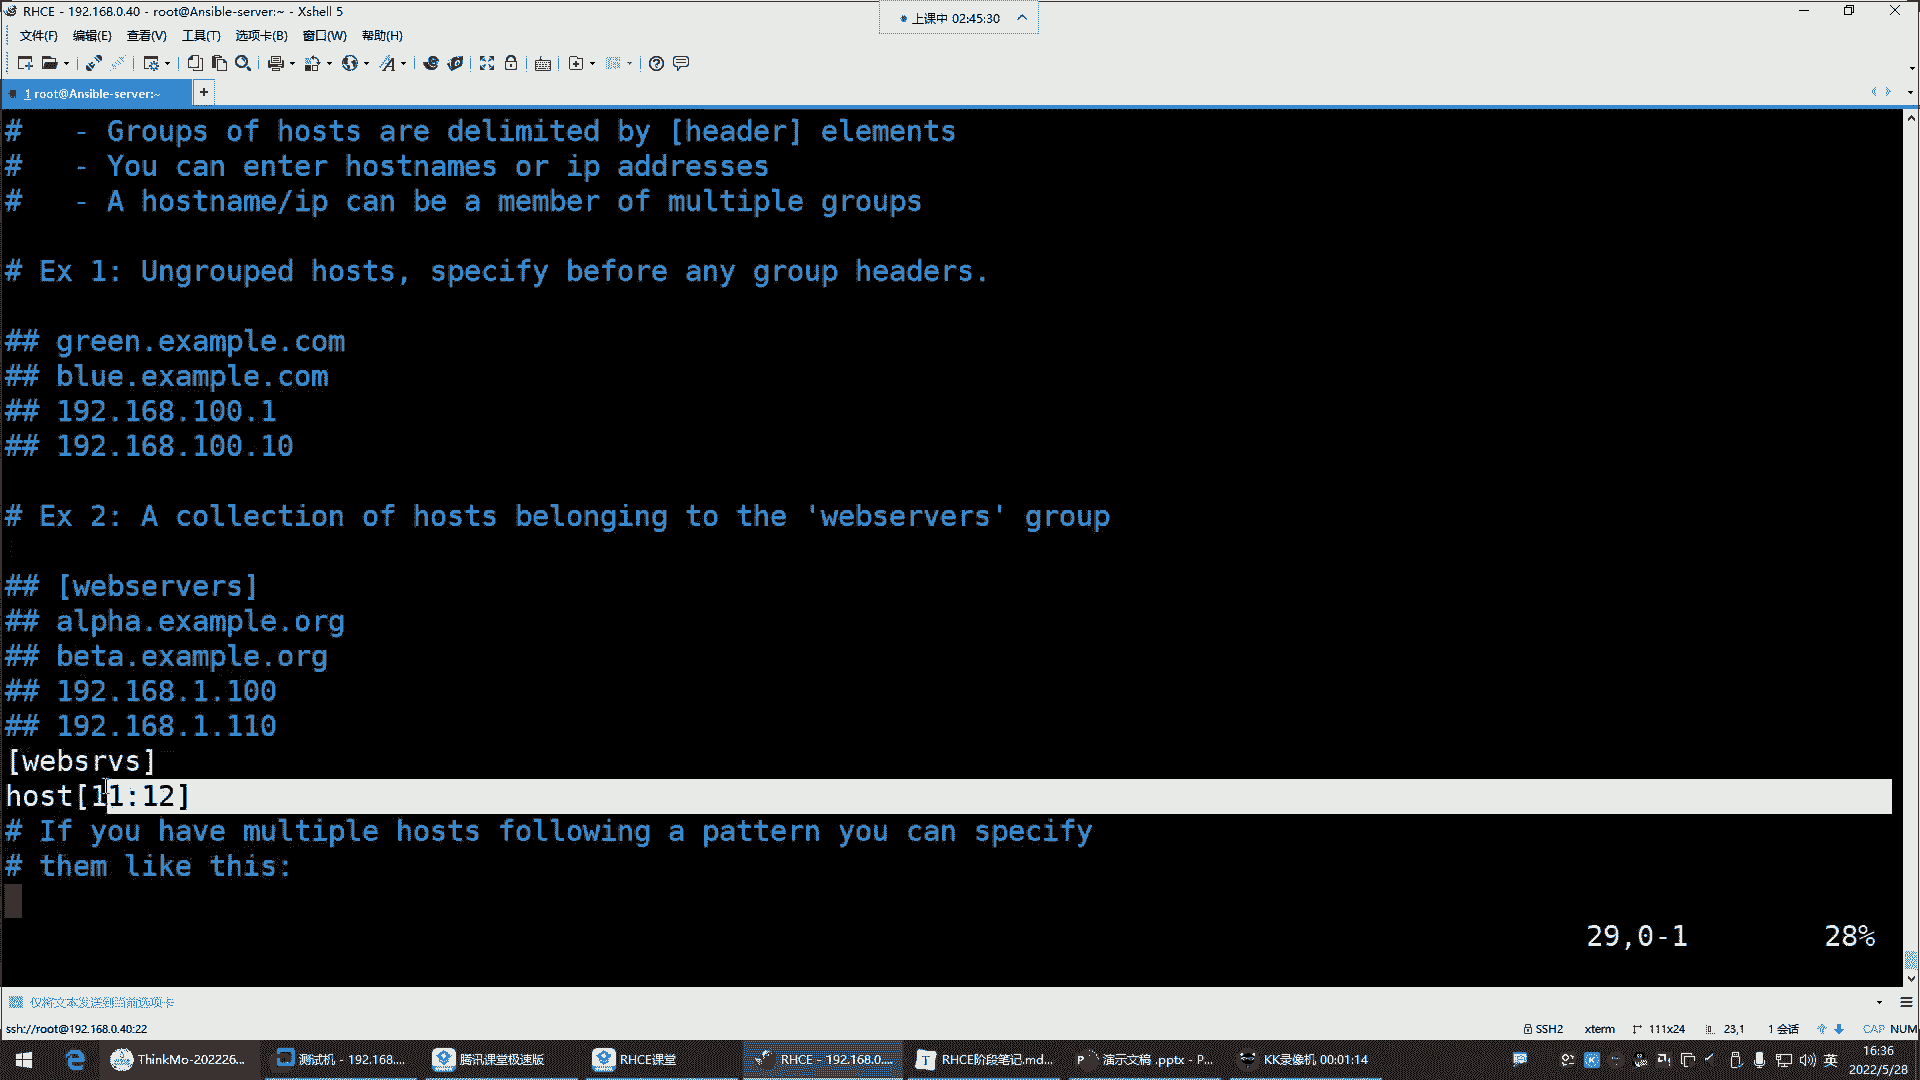 RHCE - 192.168.0.40 - root@Ansible-server:~ - Xshell 5
上课中 02:45:30
文件(F) 编辑(E) 查看(V) 工具(T) 选项卡(B) 窗口(W) 帮助(H)
1 root@Ansible-server:~
#   - Groups of hosts are delimited by [header] elements
#   - You can enter hostnames or ip addresses
#   - A hostname/ip can be a member of multiple groups
# Ex 1: Ungrouped hosts, specify before any group headers.
## green.example.com
## blue.example.com
## 192.168.100.1
## 192.168.100.10
# Ex 2: A collection of hosts belonging to the 'webservers' group
## [webservers]
## alpha.example.org
## beta.example.org
## 192.168.1.100
## 192.168.1.110
[websrvs]
host[11:12]
# If you have multiple hosts following a pattern you can specify
# them like this:
29,0-1 28%
仅将文本发送到当前选项卡
ssh://root@192.168.0.40:22
SSH2 xterm 111x24 23,1 1 会话 CAP NUM
ThinkMo-202226... 测试机 - 192.168.... 腾讯课堂极速版 RHCE课堂 RHCE - 192.168.0.... RHCE阶段笔记.md... 演示文稿 .pptx - P... KK录像机 00:01:14 英
16:36
2022/5/28